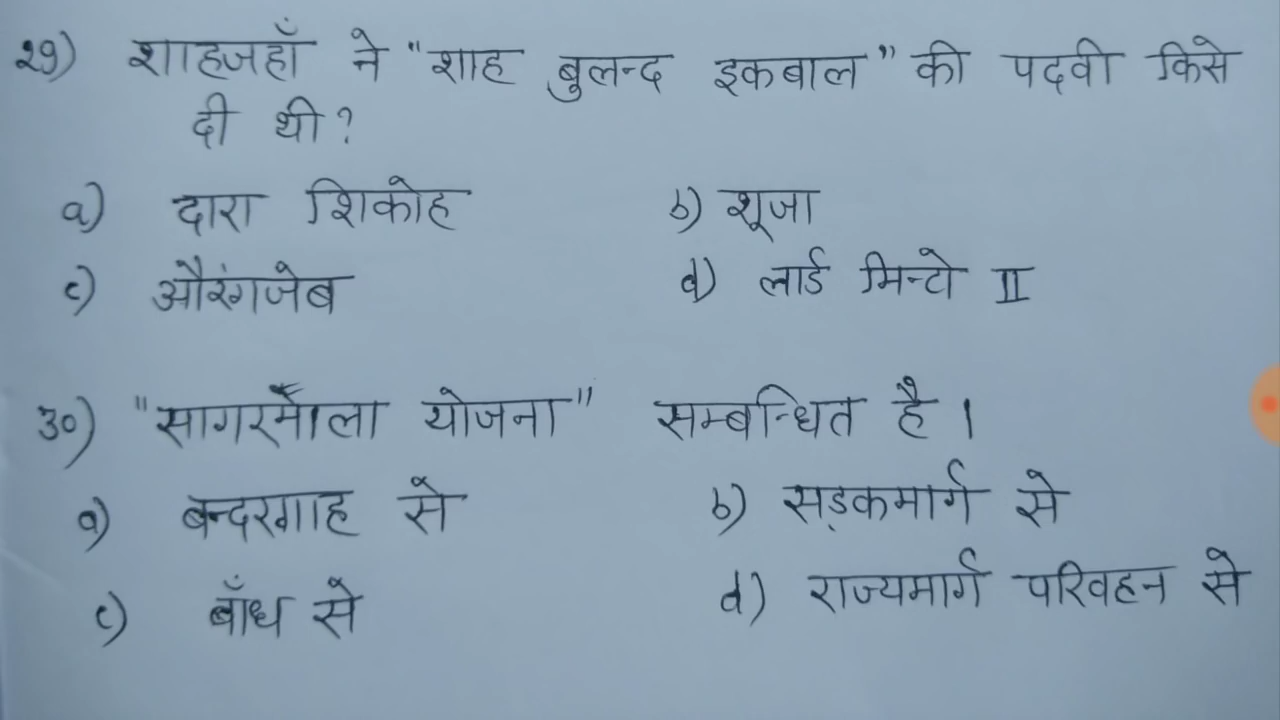 29) शाहजहाँ ने "शाह बुलन्द इकबाल" की पदवी किसे
दी थी?
a) दारा शिकोह b) शूजा
c) औरंगजेब d) लार्ड मिन्टो II
30) "सागरमाला योजना" सम्बन्धित है।
a) बन्दरगाह से b) सड़कमार्ग से
c) बाँध से d) राज्यमार्ग परिवहन से